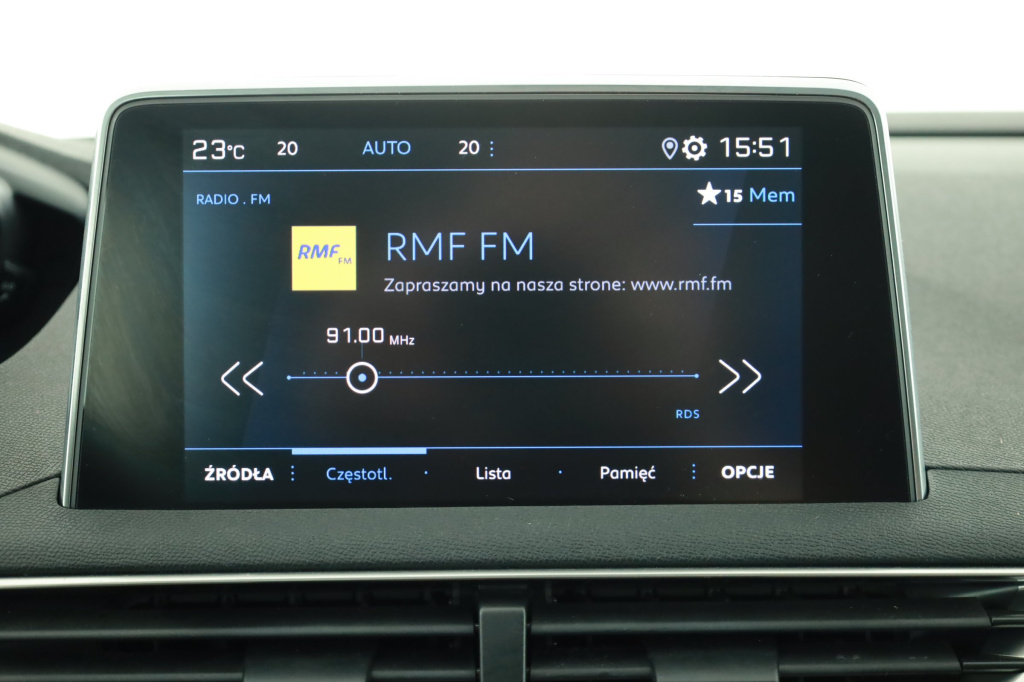 23°C 20 AUTO 20 15:51
RADIO . FM
15 Mem
RMF FM
RMF FM
Zapraszamy na nasza strone: www.rmf.fm
91.00 MHz
RDS
ŹRÓDŁA Częstotl. Lista Pamięć OPCJE